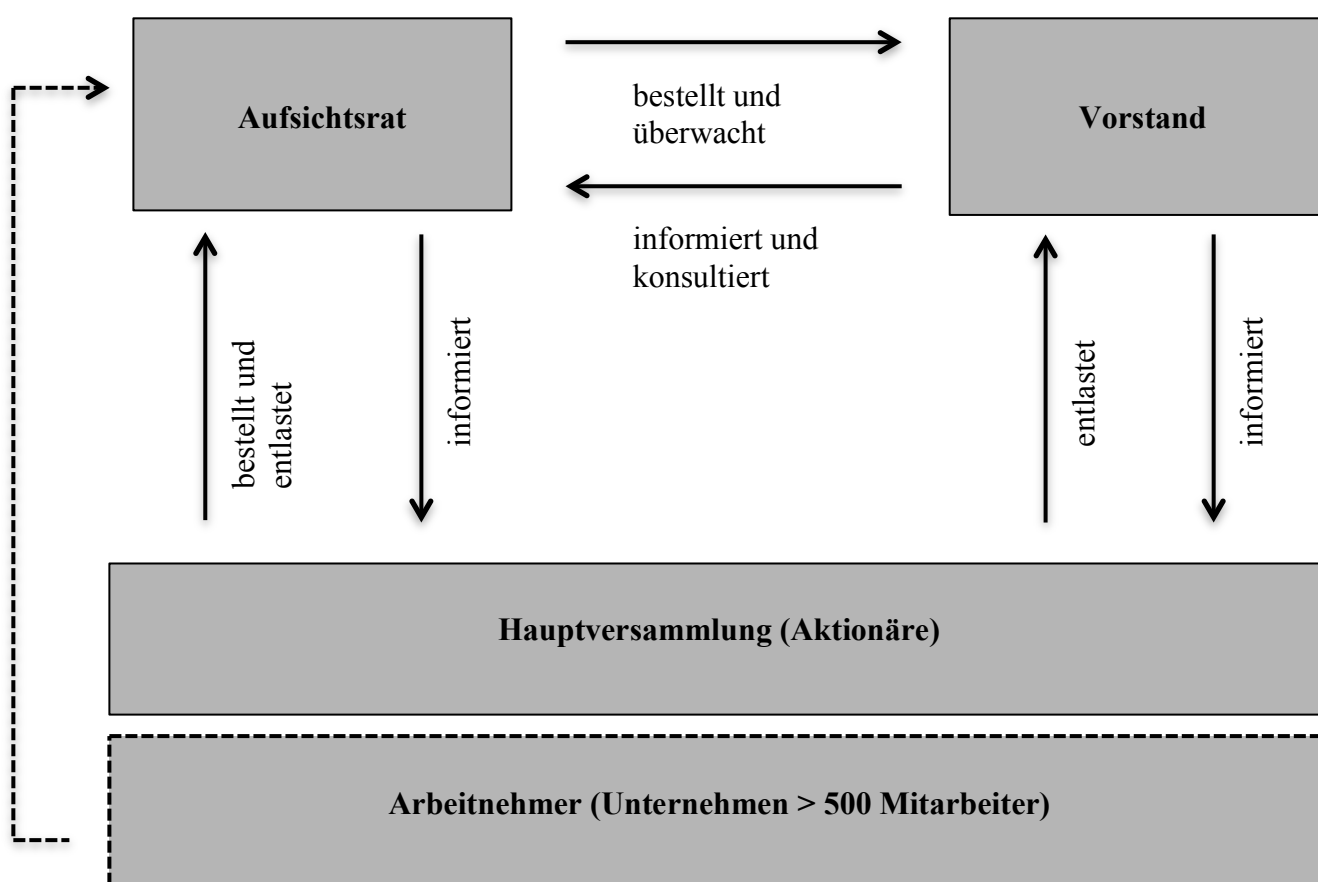 Aufsichtsrat
bestellt und
überwacht
Vorstand
informiert und
konsultiert
bestellt und
entlastet
informiert
entlastet
informiert
Hauptversammlung (Aktionäre)
Arbeitnehmer (Unternehmen > 500 Mitarbeiter)